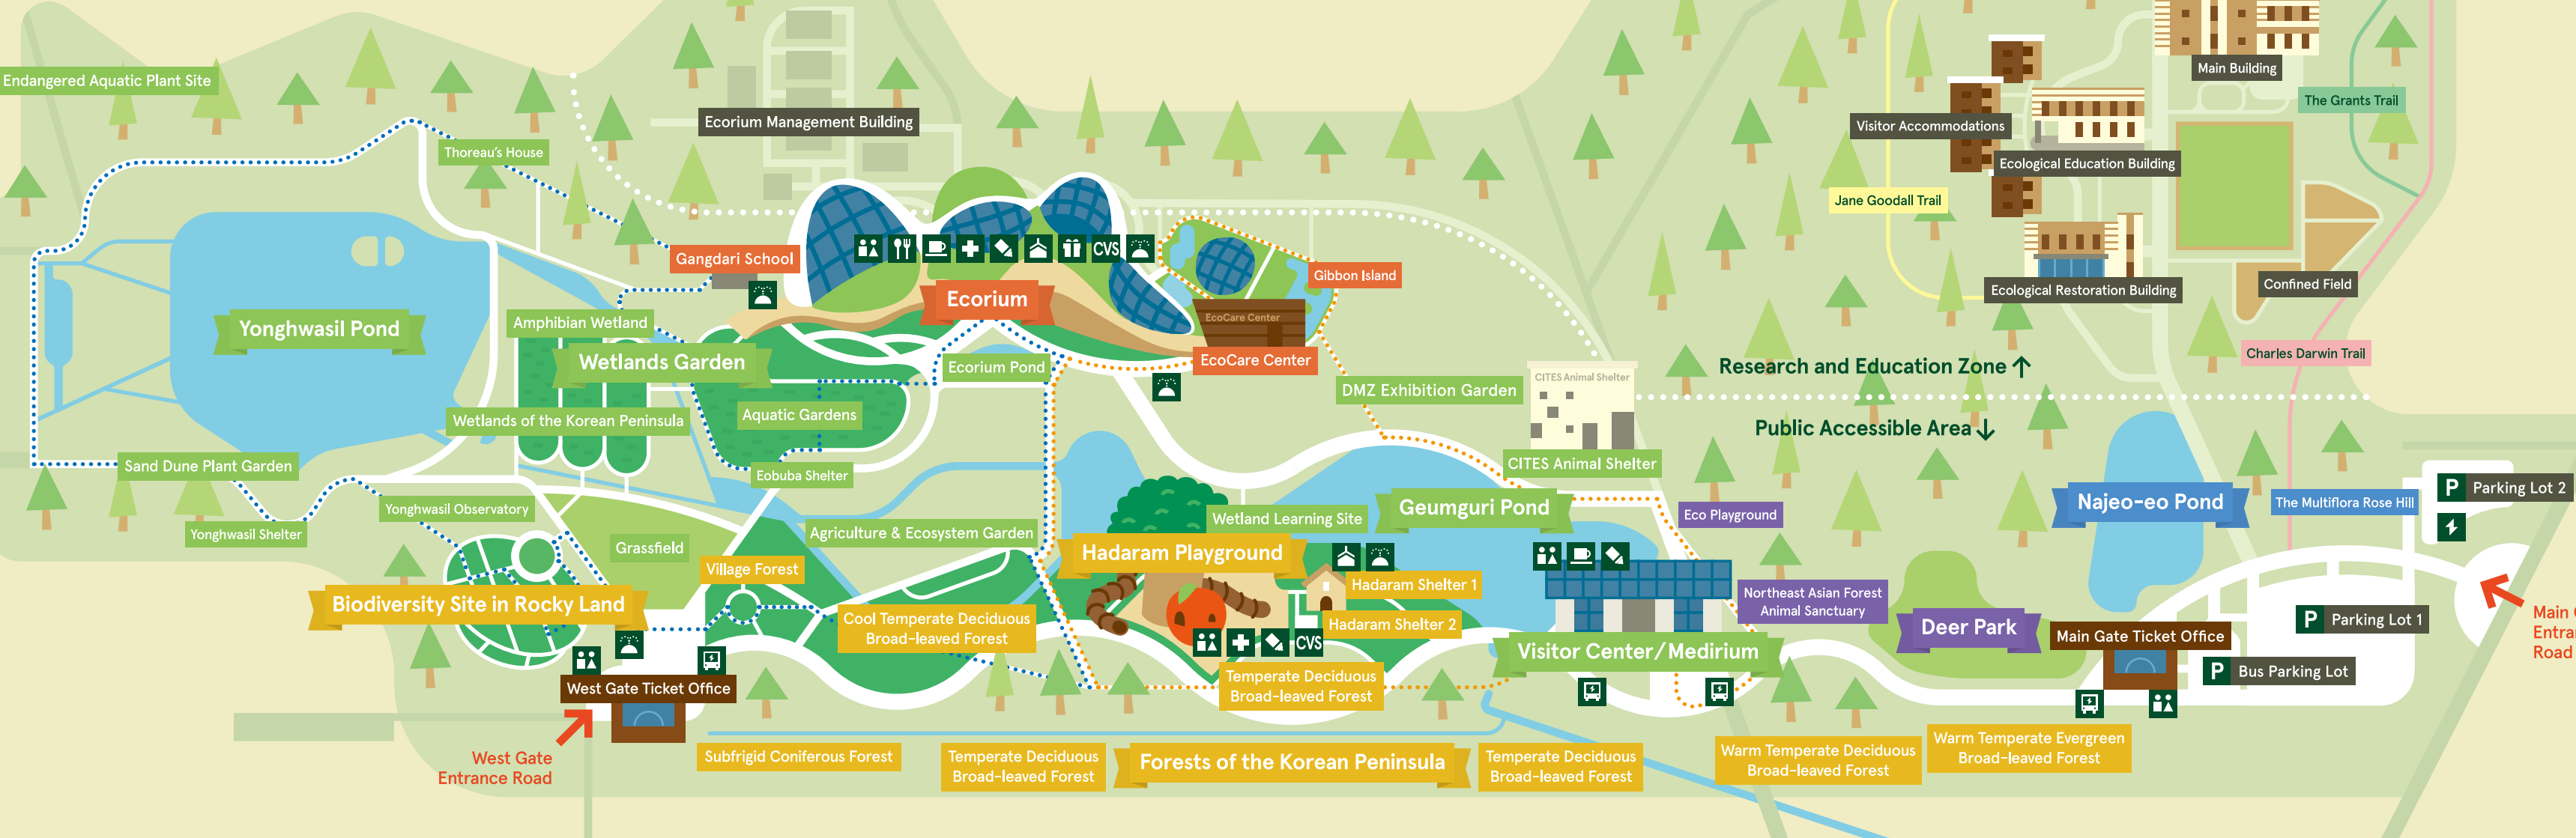 Endangered Aquatic Plant Site
Thoreau's House
Ecorium Management Building
Main Building
The Grants Trail
Visitor Accommodations
Ecological Education Building
Jane Goodall Trail
Ecological Restoration Building
Confined Field
Charles Darwin Trail
Gangdari School
CVS
Ecorium
Gibbon Island
EcoCare Center
EcoCare Center
Yonghwasil Pond
Amphibian Wetland
Wetlands Garden
Ecorium Pond
Wetlands of the Korean Peninsula
Aquatic Gardens
DMZ Exhibition Garden
CITES Animal Shelter
CITES Animal Shelter
Research and Education Zone ↑
Public Accessible Area ↓
Sand Dune Plant Garden
Eobuba Shelter
Yonghwasil Observatory
Yonghwasil Shelter
Grassfield
Agriculture & Ecosystem Garden
Wetland Learning Site
Geumguri Pond
Eco Playground
Najeo-eo Pond
The Multiflora Rose Hill
P Parking Lot 2
Village Forest
Hadaram Playground
Hadaram Shelter 1
Hadaram Shelter 2
CVS
Biodiversity Site in Rocky Land
Cool Temperate Deciduous
Broad-leaved Forest
Northeast Asian Forest
Animal Sanctuary
Deer Park
Main Gate Ticket Office
P Parking Lot 1
P Bus Parking Lot
Main
Road
Visitor Center/Medirium
West Gate Ticket Office
Temperate Deciduous
Broad-leaved Forest
West Gate
Entrance Road
Subfrigid Coniferous Forest
Temperate Deciduous
Broad-leaved Forest
Forests of the Korean Peninsula
Temperate Deciduous
Broad-leaved Forest
Warm Temperate Deciduous
Broad-leaved Forest
Warm Temperate Evergreen
Broad-leaved Forest